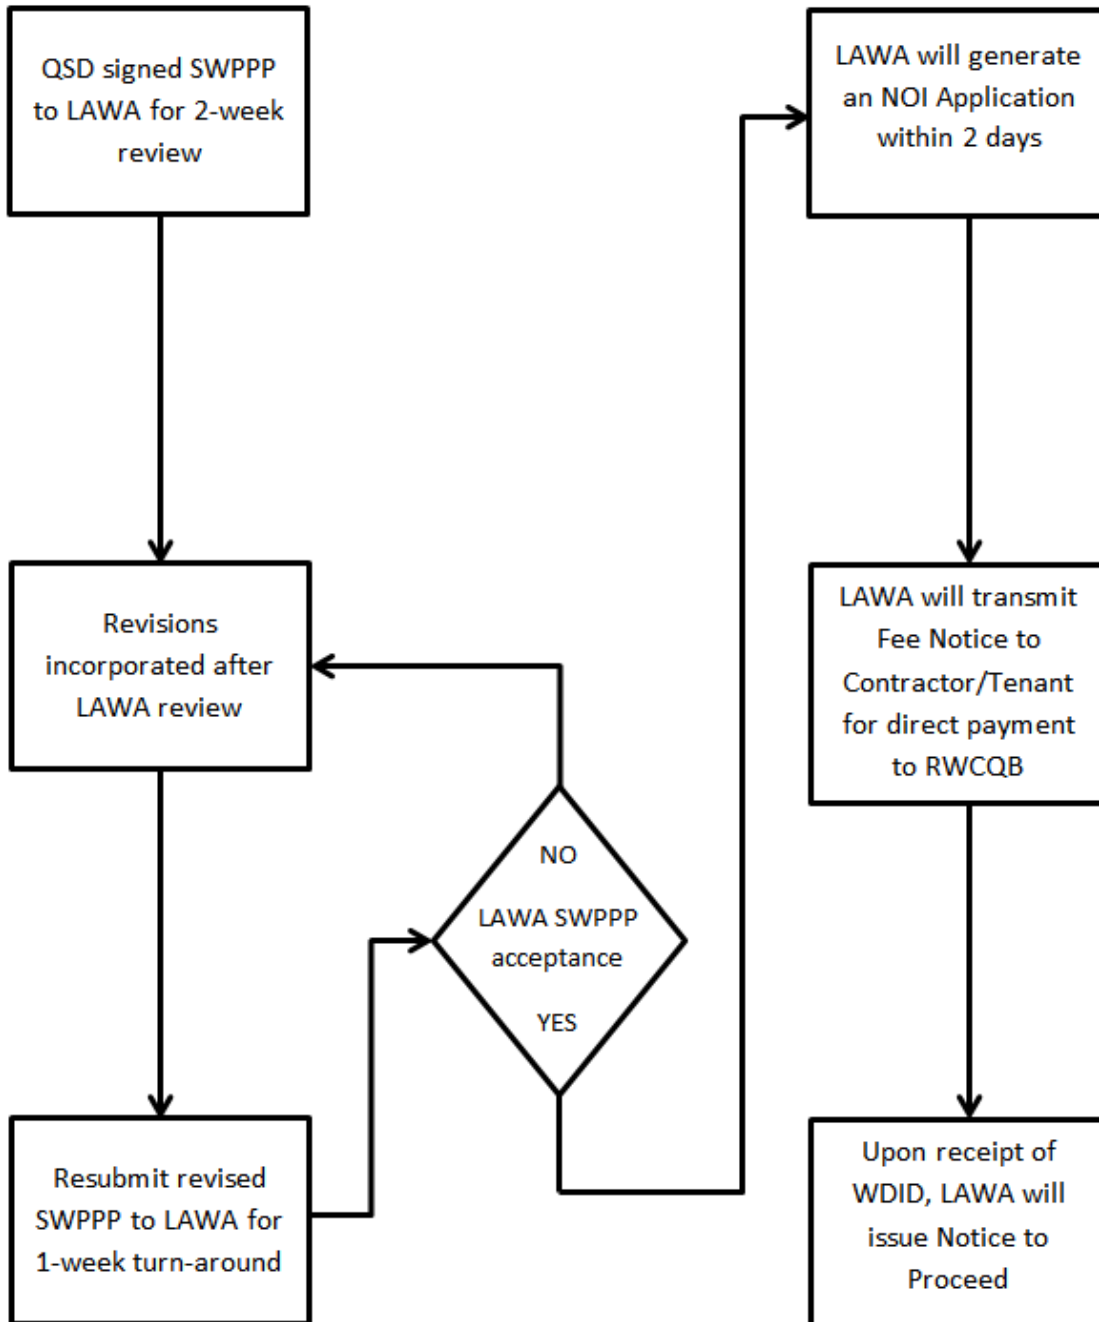 QSD signed SWPPP
to LAWA for 2-week
review
Revisions
incorporated after
LAWA review
Resubmit revised
SWPPP to LAWA for
1-week turn-around
NO
LAWA SWPPP
acceptance
YES
LAWA will generate
an NOI Application
within 2 days
LAWA will transmit
Fee Notice to
Contractor/Tenant
for direct payment
to RWCQB
Upon receipt of
WDID, LAWA will
issue Notice to
Proceed